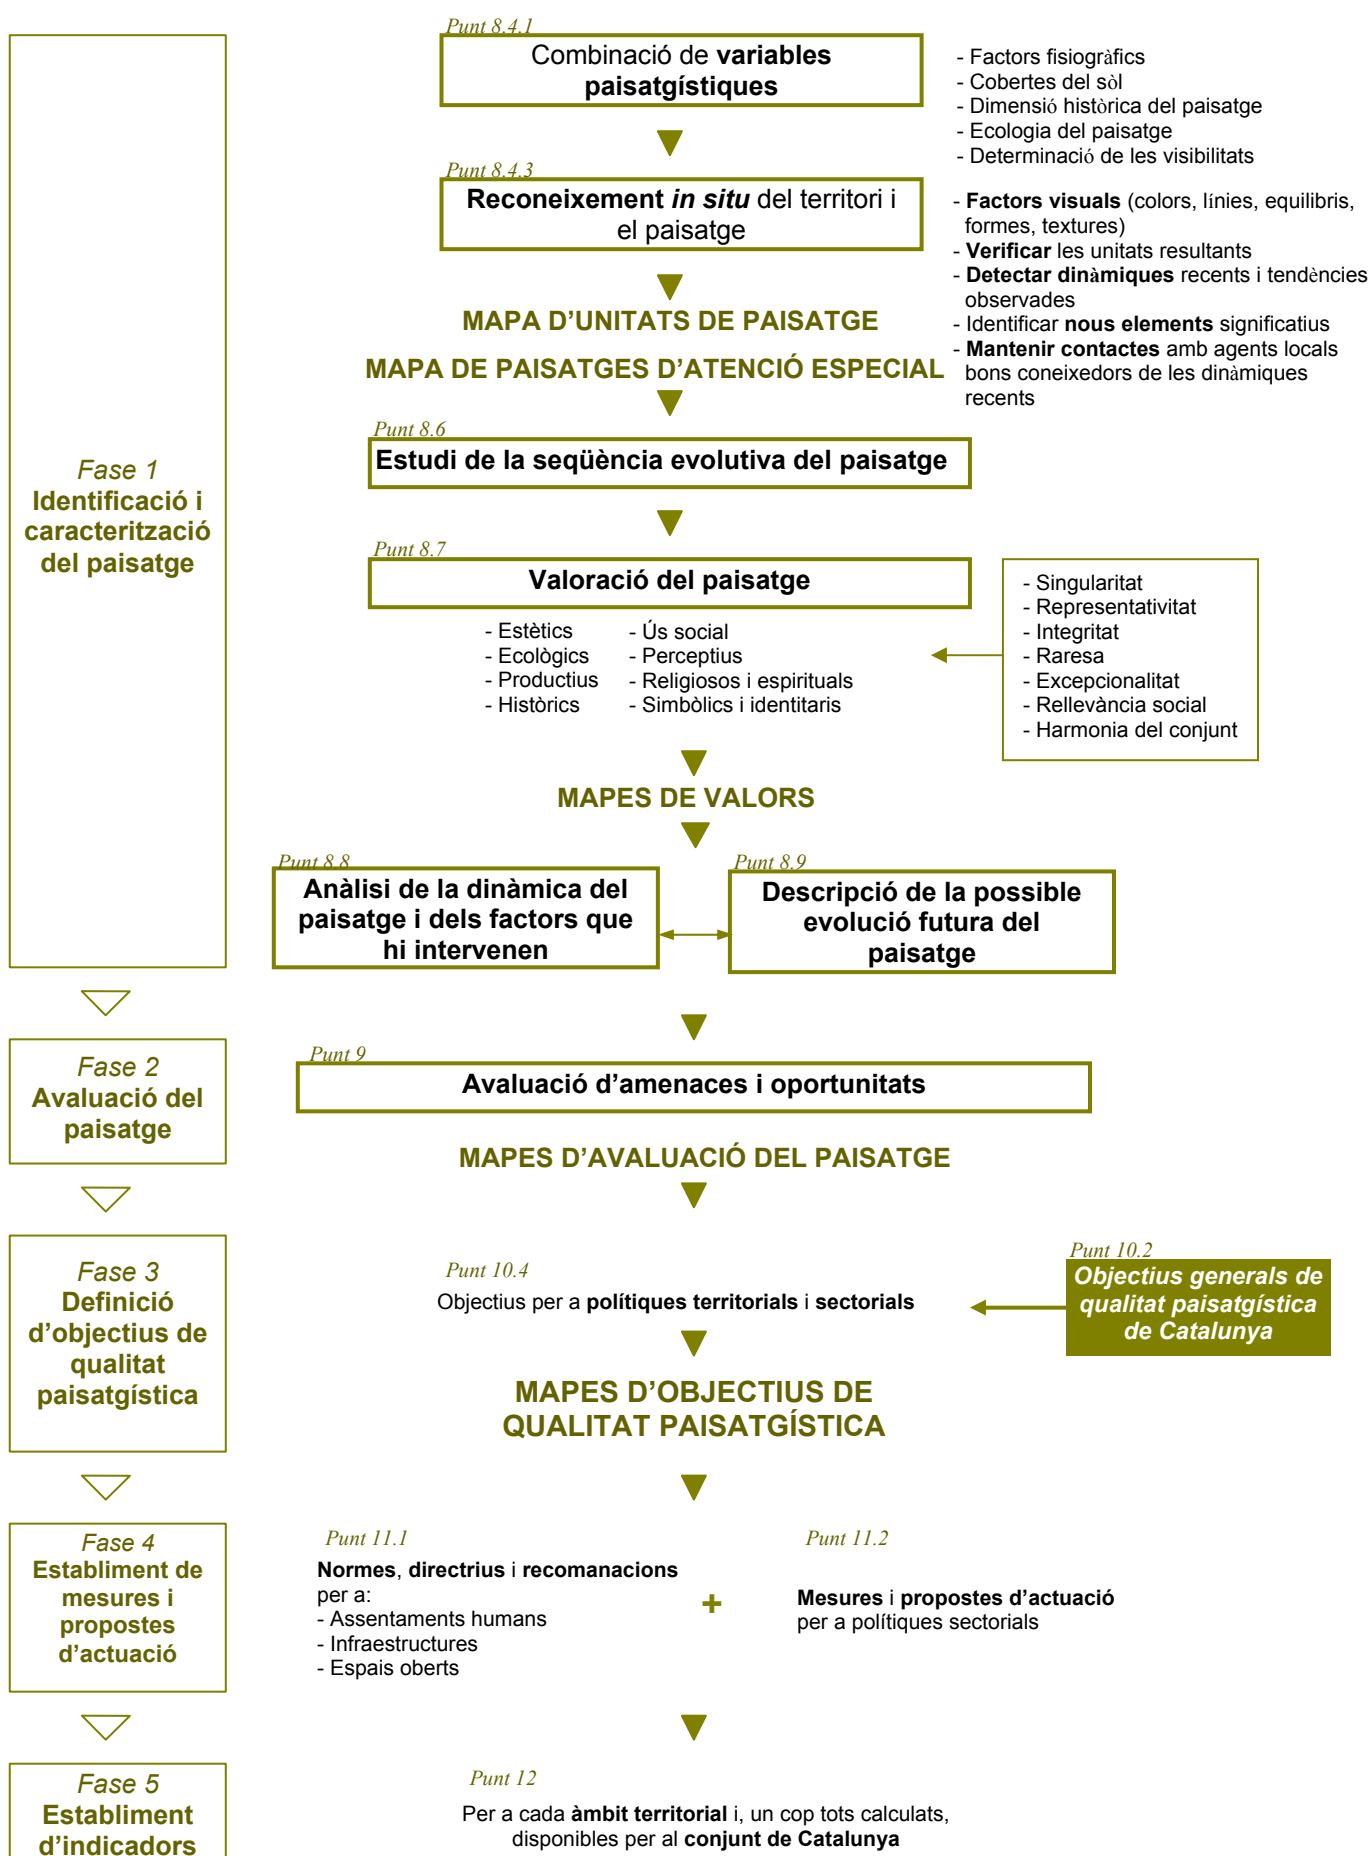 Punt 8.4.1
Combinació de variables
paisatgístiques
- Factors fisiogràfics
- Cobertes del sòl
- Dimensió històrica del paisatge
- Ecologia del paisatge
- Determinació de les visibilitats
Punt 8.4.3
Reconeixement in situ del territori i
el paisatge
- Factors visuals (colors, línies, equilibris,
formes, textures)
- Verificar les unitats resultants
- Detectar dinàmiques recents i tendències
observades
- Identificar nous elements significatius
- Mantenir contactes amb agents locals
bons coneixedors de les dinàmiques
recents
MAPA D’UNITATS DE PAISATGE
MAPA DE PAISATGES D’ATENCIÓ ESPECIAL
Fase 1
Identificació i
caracterització
del paisatge
Punt 8.6
Estudi de la seqüència evolutiva del paisatge
Punt 8.7
Valoració del paisatge
- Estètics
- Ecològics
- Productius
- Històrics
- Ús social
- Perceptius
- Religiosos i espirituals
- Simbòlics i identitaris
- Singularitat
- Representativitat
- Integritat
- Raresa
- Excepcionalitat
- Rellevància social
- Harmonia del conjunt
MAPES DE VALORS
Punt 8.8
Anàlisi de la dinàmica del
paisatge i dels factors que
hi intervenen
Punt 8.9
Descripció de la possible
evolució futura del
paisatge
Fase 2
Avaluació del
paisatge
Punt 9
Avaluació d’amenaces i oportunitats
MAPES D’AVALUACIÓ DEL PAISATGE
Fase 3
Definició
d’objectius de
qualitat
paisatgística
Punt 10.4
Objectius per a polítiques territorials i sectorials
Punt 10.2
Objectius generals de
qualitat paisatgística
de Catalunya
MAPES D’OBJECTIUS DE
QUALITAT PAISATGÍSTICA
Fase 4
Establiment de
mesures i
propostes
d’actuació
Punt 11.1
Normes, directrius i recomanacions
per a:
- Assentaments humans
- Infraestructures
- Espais oberts
+
Punt 11.2
Mesures i propostes d’actuació
per a polítiques sectorials
Fase 5
Establiment
d’indicadors
Punt 12
Per a cada àmbit territorial i, un cop tots calculats,
disponibles per al conjunt de Catalunya